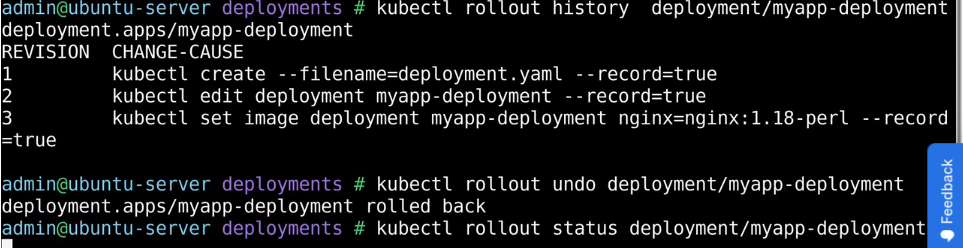 admin@ubuntu-server deployments # kubectl rollout history  deployment/myapp-deployment
deployment.apps/myapp-deployment
REVISION  CHANGE-CAUSE
1         kubectl create --filename=deployment.yaml --record=true
2         kubectl edit deployment myapp-deployment --record=true
3         kubectl set image deployment myapp-deployment nginx=nginx:1.18-perl --record
=true
admin@ubuntu-server deployments # kubectl rollout undo deployment/myapp-deployment
deployment.apps/myapp-deployment rolled back
admin@ubuntu-server deployments # kubectl rollout status deployment/myapp-deployment
Feedback